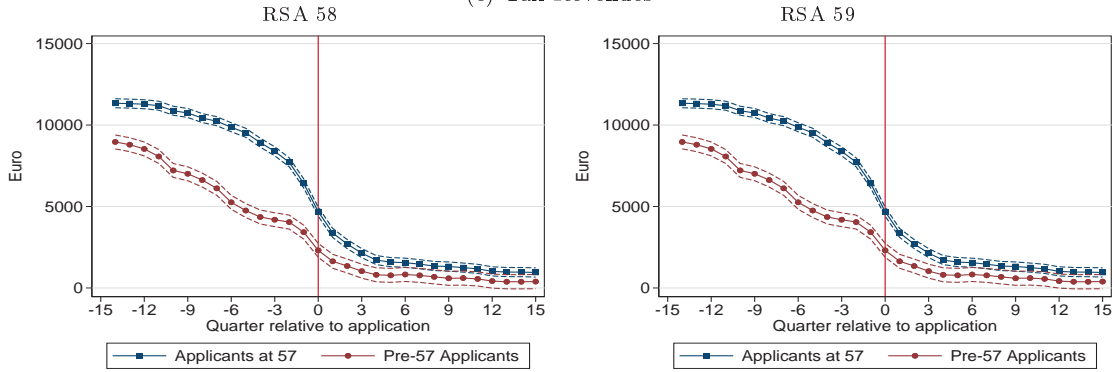 RSA 58
15000
10000
5000
0
Euro
-15 -12 -9 -6 -3 0 3 6 9 12 15
Quarter relative to application
Applicants at 57 Pre-57 Applicants
RSA 59
15000
10000
5000
0
Euro
-15 -12 -9 -6 -3 0 3 6 9 12 15
Quarter relative to application
Applicants at 57 Pre-57 Applicants